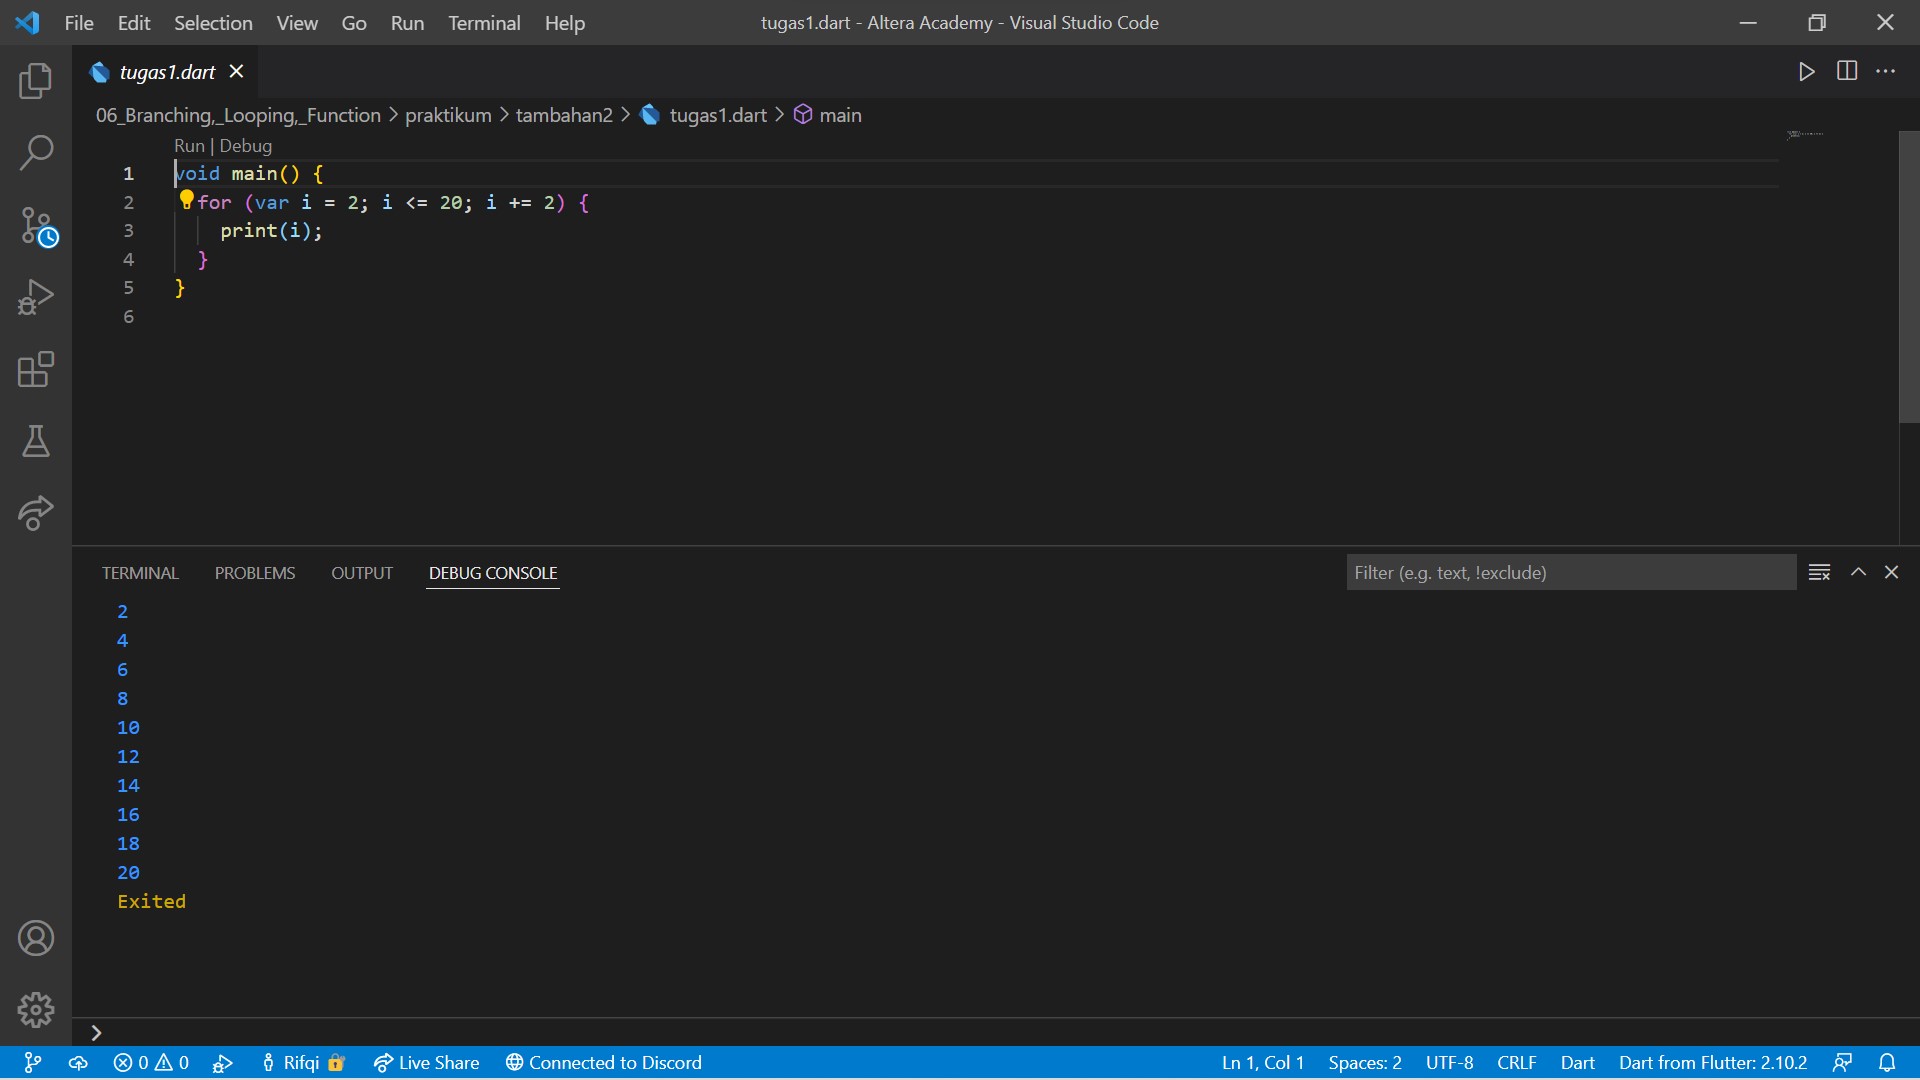 File Edit Selection View Go Run Terminal Help tugas1.dart - Altera Academy - Visual Studio Code
tugas1.dart
06_Branching,_Looping,_Function > praktikum > tambahan2 > tugas1.dart > main
Run | Debug
1 void main() {
2 for (var i = 2; i <= 20; i += 2) {
3 print(i);
4 }
5 }
6
TERMINAL PROBLEMS OUTPUT DEBUG CONSOLE Filter (e.g. text, !exclude)
2
4
6
8
10
12
14
16
18
20
Exited
>
0 0 Rifqi Live Share Connected to Discord Ln 1, Col 1 Spaces: 2 UTF-8 CRLF Dart Dart from Flutter: 2.10.2